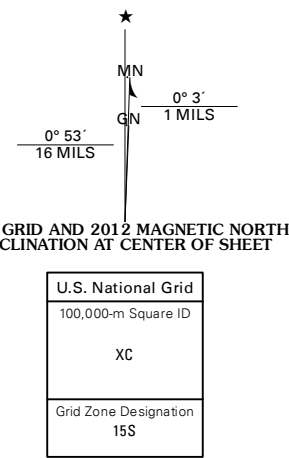 ★
MN
0° 3´
1 MILS
GN
0° 53´
16 MILS
GRID AND 2012 MAGNETIC NORTH
CLINATION AT CENTER OF SHEET
U.S. National Grid
100,000-m Square ID
XC
Grid Zone Designation
15S